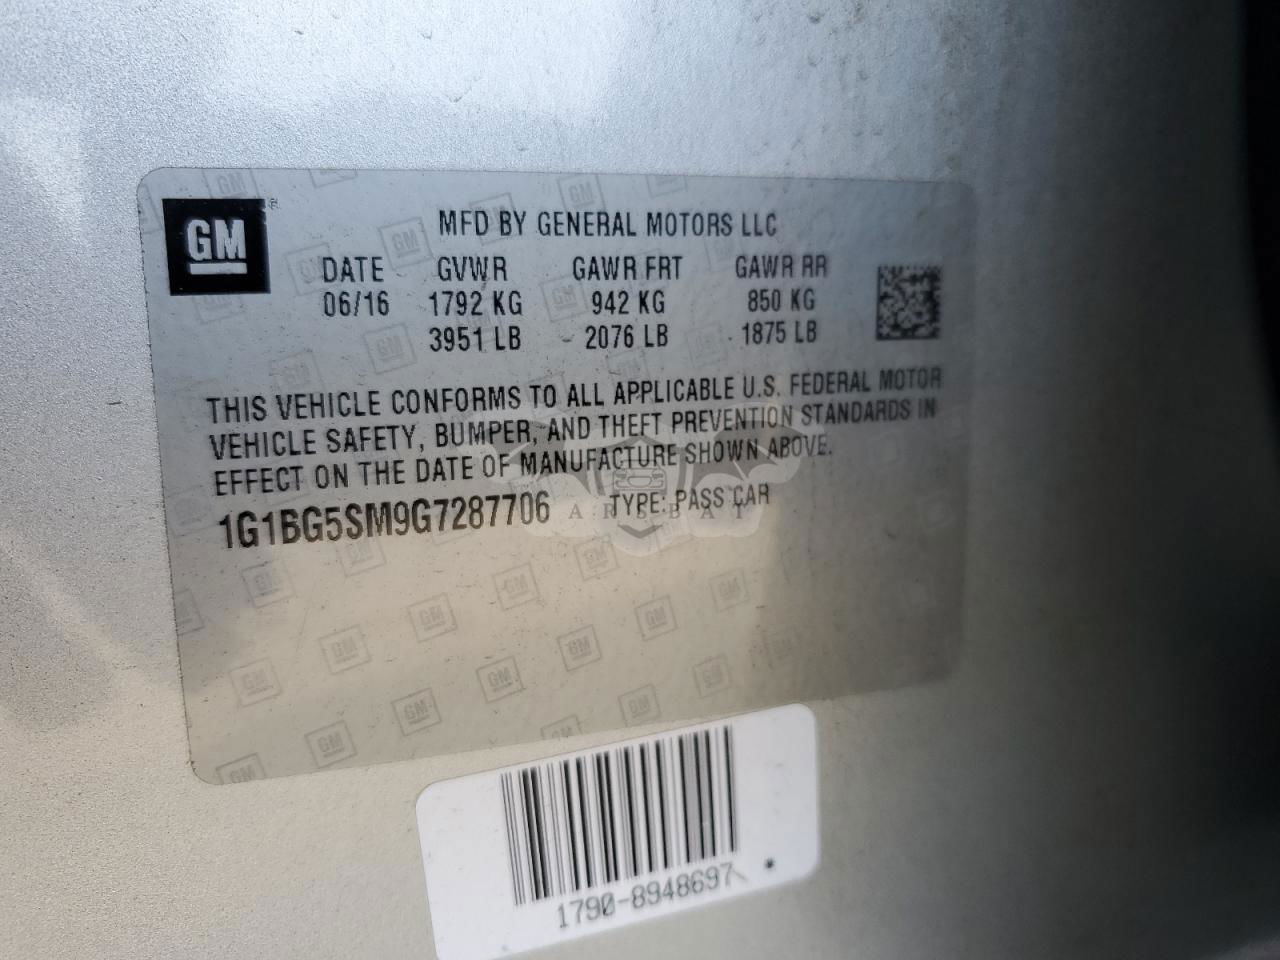 GM
MFD BY GENERAL MOTORS LLC
DATE GVWR GAWR FRT GAWR RR
06/16 1792 KG 942 KG 850 KG
3951 LB 2076 LB 1875 LB
THIS VEHICLE CONFORMS TO ALL APPLICABLE U.S. FEDERAL MOTOR
VEHICLE SAFETY, BUMPER, AND THEFT PREVENTION STANDARDS IN
EFFECT ON THE DATE OF MANUFACTURE SHOWN ABOVE.
1G1BG5SM9G7287706 TYPE: PASS CAR
ARSBAT
1790-8948697